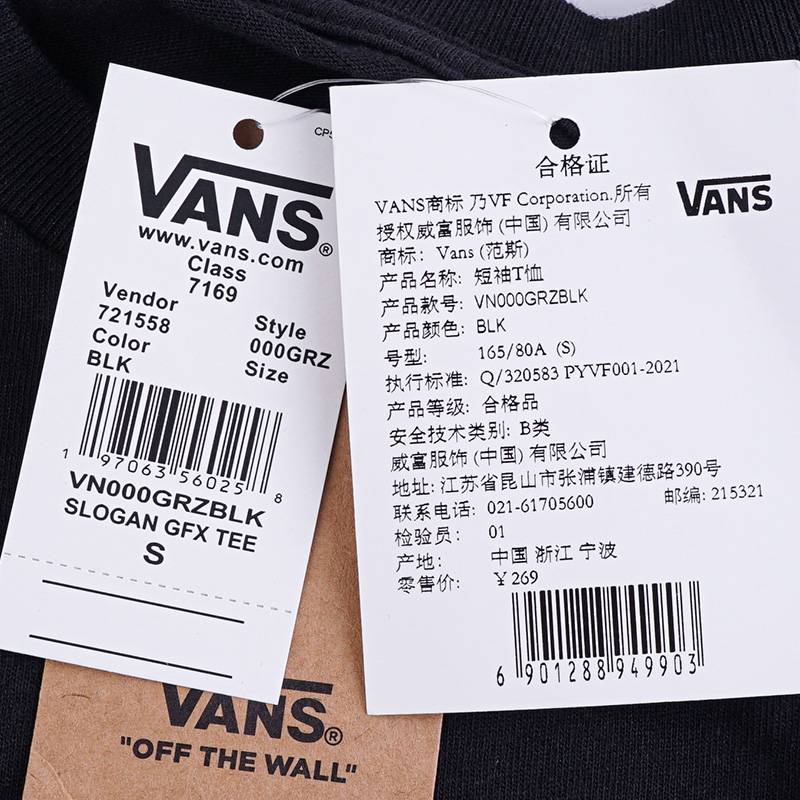 CP5
VANS®
www.vans.com
Class
7169
Vendor
721558
Style
000GRZ
Color
BLK
Size
1 97063 56025 8
VN000GRZBLK
SLOGAN GFX TEE
S
VANS®
"OFF THE WALL"
合格证
VANS
VANS商标 乃VF Corporation.所有
授权威富服饰 (中国) 有限公司
商标: Vans (范斯)
产品名称: 短袖T恤
产品款号: VN000GRZBLK
产品颜色: BLK
号型: 165/80A (S)
执行标准: Q/320583 PYVF001-2021
产品等级: 合格品
安全技术类别: B类
威富服饰 (中国) 有限公司
地址: 江苏省昆山市张浦镇建德路390号
联系电话: 021-61705600 邮编: 215321
检验员: 01
产地: 中国 浙江 宁波
零售价: ¥269
6 901288 949903